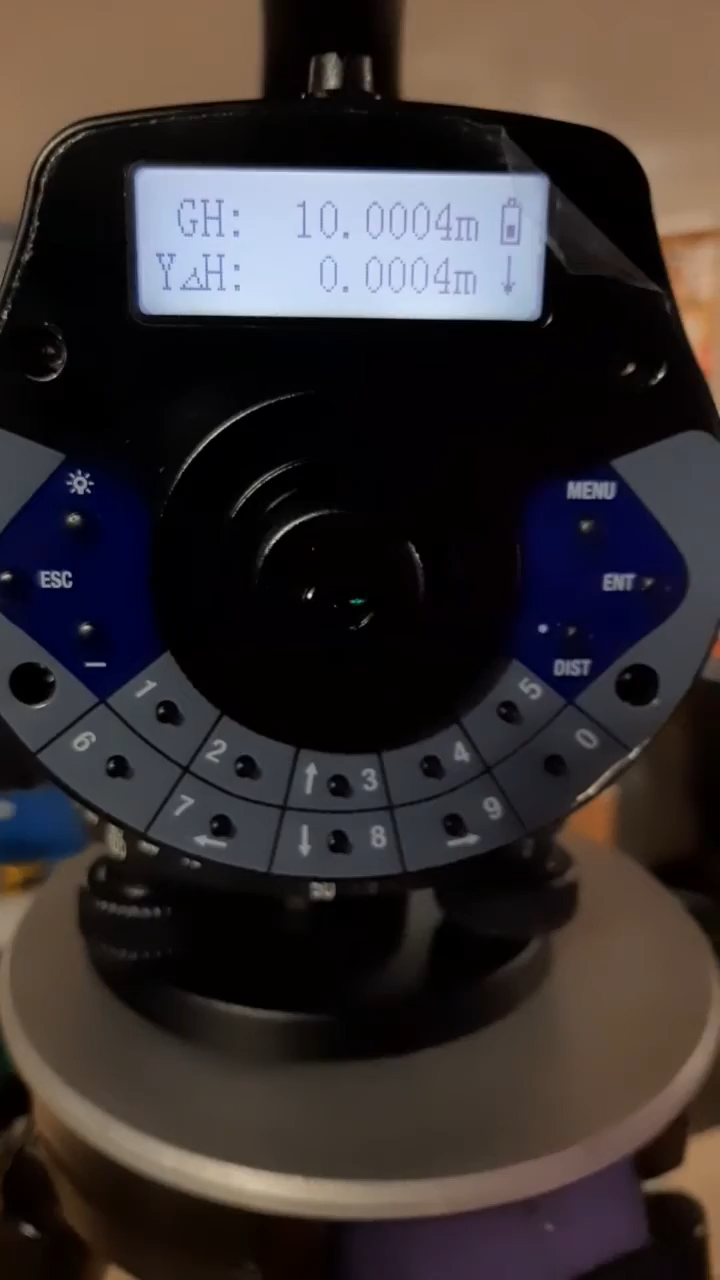 GH: 10.0004m
Y⊿H: 0.0004m
MENU
ESC
ENT
DIST
1
5
6
2
↑ 3
4
0
7
←
↓ 8
9
→